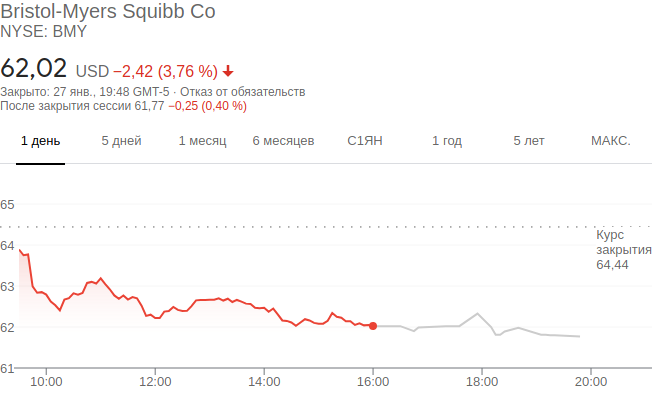 Bristol-Myers Squibb Co
NYSE: BMY
62,02 USD −2,42 (3,76 %)
Закрыто: 27 янв., 19:48 GMT-5 · Отказ от обязательств
После закрытия сессии 61,77 −0,25 (0,40 %)
1 день 5 дней 1 месяц 6 месяцев С1ЯН 1 год 5 лет МАКС.
65
64
63
62
61
Курс
закрытия
64,44
10:00 12:00 14:00 16:00 18:00 20:00